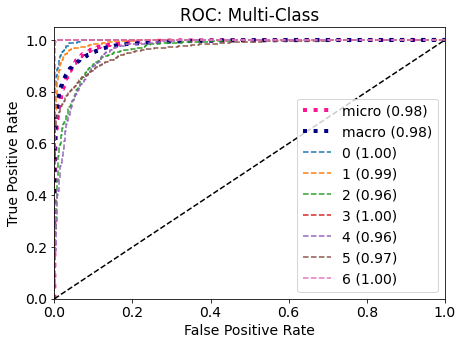 ROC: Multi-Class
True Positive Rate
1.0
0.8
0.6
0.4
0.2
0.0
micro (0.98)
macro (0.98)
0 (1.00)
1 (0.99)
2 (0.96)
3 (1.00)
4 (0.96)
5 (0.97)
6 (1.00)
0.0 0.2 0.4 0.6 0.8 1.0
False Positive Rate